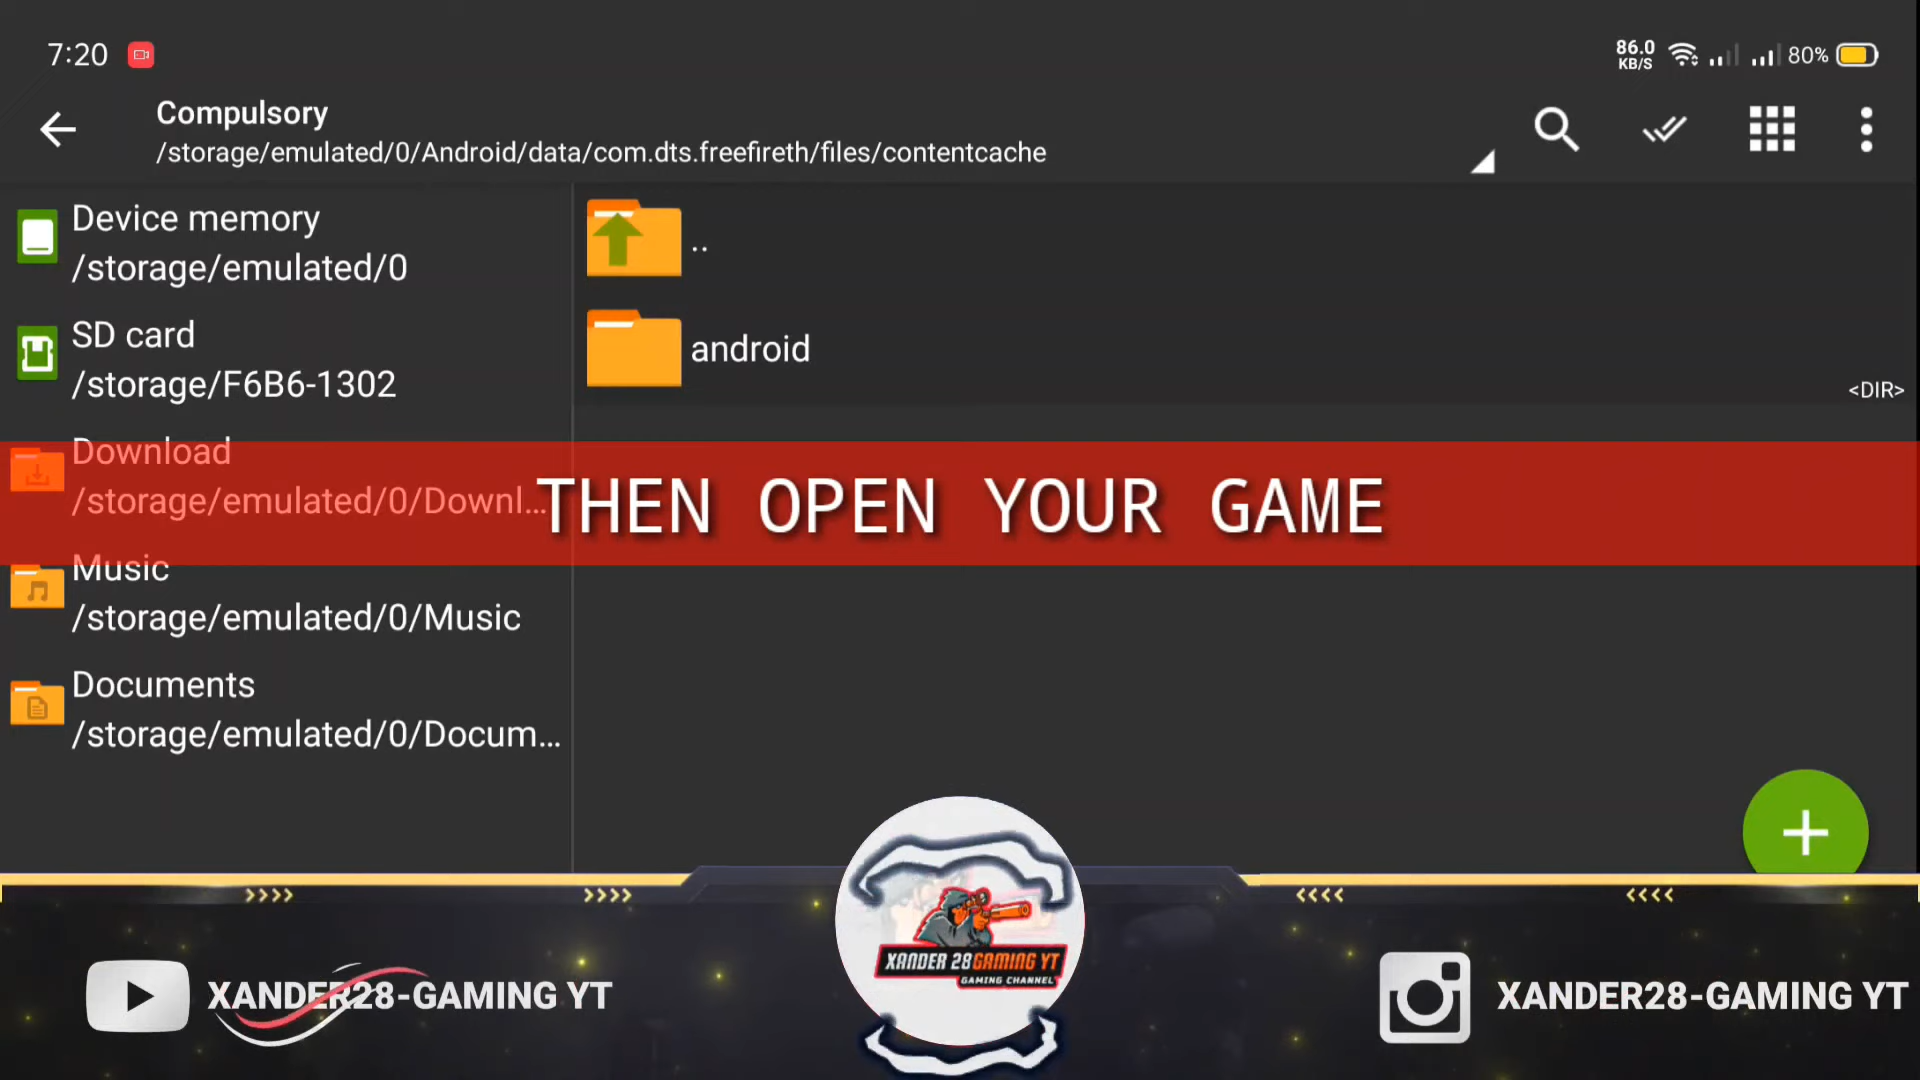 7:20
86.0
KB/S
80%
Compulsory
/storage/emulated/0/Android/data/com.dts.freefireth/files/contentcache
Device memory
/storage/emulated/0
SD card
/storage/F6B6-1302
Download
/storage/emulated/0/Downl...
Music
/storage/emulated/0/Music
Documents
/storage/emulated/0/Docum...
..
android
<DIR>
THEN OPEN YOUR GAME
>>>>
>>>>
<<<<
<<<<
XANDER28-GAMING YT
XANDER 28GAMING YT
GAMING CHANNEL
XANDER28-GAMING YT